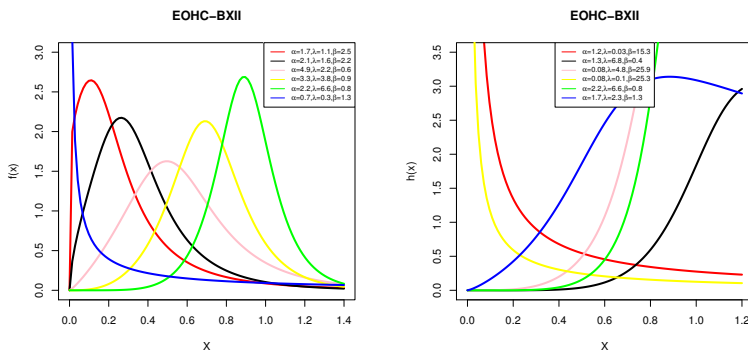 EOHC−BXII
α=1.7,λ=1.1,β=2.5
α=2.1,λ=1.6,β=2.2
α=4.9,λ=2.2,β=0.6
α=3.3,λ=3.8,β=0.9
α=2.2,λ=6.6,β=0.8
α=0.7,λ=0.3,β=1.3
f(x)
3.0
2.5
2.0
1.5
1.0
0.5
0.0
0.0 0.2 0.4 0.6 0.8 1.0 1.2 1.4
X
EOHC−BXII
α=1.2,λ=0.03,β=15.3
α=1.3,λ=6.8,β=0.4
α=0.08,λ=4.8,β=25.9
α=0.08,λ=0.1,β=25.3
α=2.2,λ=6.6,β=0.8
α=1.7,λ=2.3,β=1.3
h(x)
3.5
3.0
2.5
2.0
1.5
1.0
0.5
0.0
0.0 0.2 0.4 0.6 0.8 1.0 1.2
X